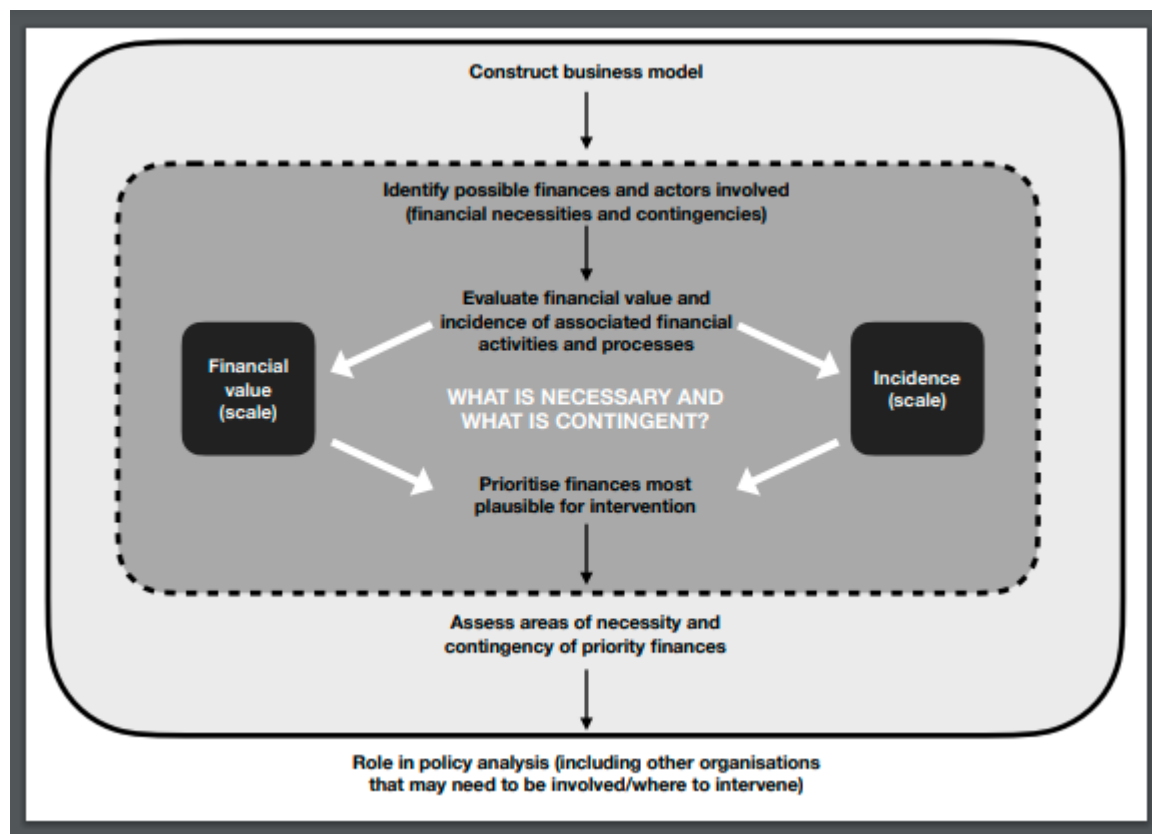 Construct business model
Identify possible finances and actors involved
(financial necessities and contingencies)
Evaluate financial value and
incidence of associated financial
activities and processes
Financial
value
(scale)
Incidence
(scale)
WHAT IS NECESSARY AND
WHAT IS CONTINGENT?
Prioritise finances most
plausible for intervention
Assess areas of necessity and
contingency of priority finances
Role in policy analysis (including other organisations
that may need to be involved/where to intervene)